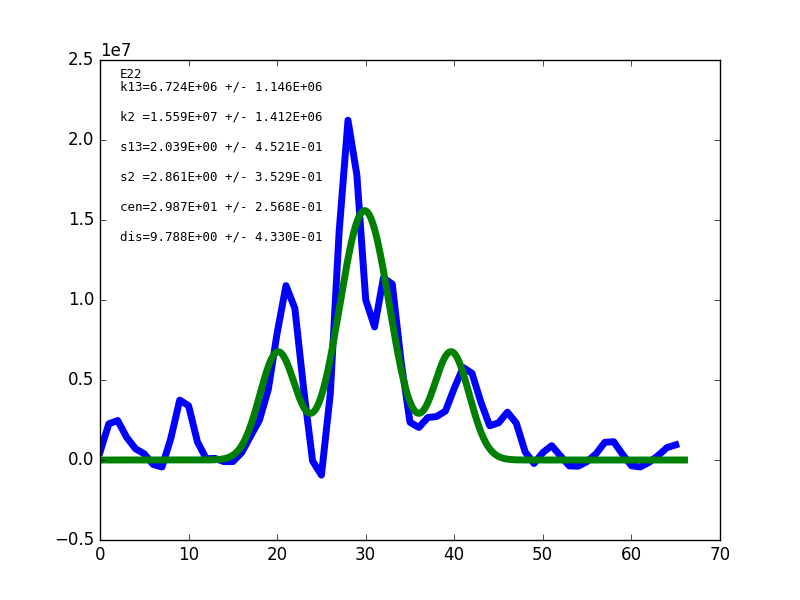 1e7
2.5
2.0
1.5
1.0
0.5
0.0
−0.5
E22
k13=6.724E+06 +/- 1.146E+06
k2 =1.559E+07 +/- 1.412E+06
s13=2.039E+00 +/- 4.521E-01
s2 =2.861E+00 +/- 3.529E-01
cen=2.987E+01 +/- 2.568E-01
dis=9.788E+00 +/- 4.330E-01
0 10 20 30 40 50 60 70